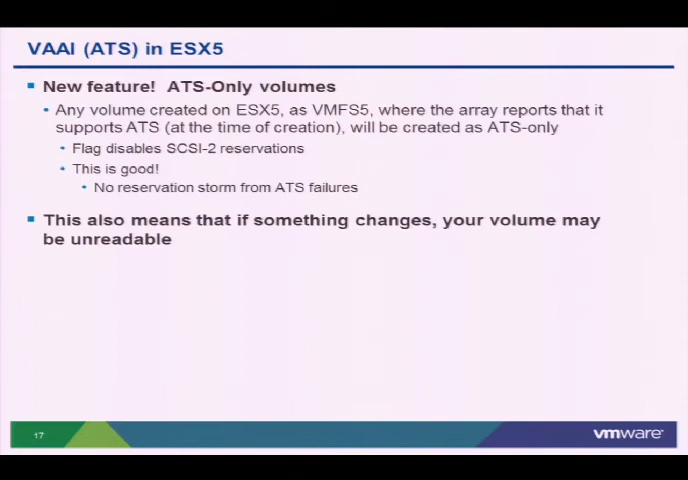 VAAI (ATS) in ESX5
New feature! ATS-Only volumes
Any volume created on ESX5, as VMFS5, where the array reports that it
supports ATS (at the time of creation), will be created as ATS-only
Flag disables SCSI-2 reservations
This is good!
No reservation storm from ATS failures
This also means that if something changes, your volume may
be unreadable
17
vmware